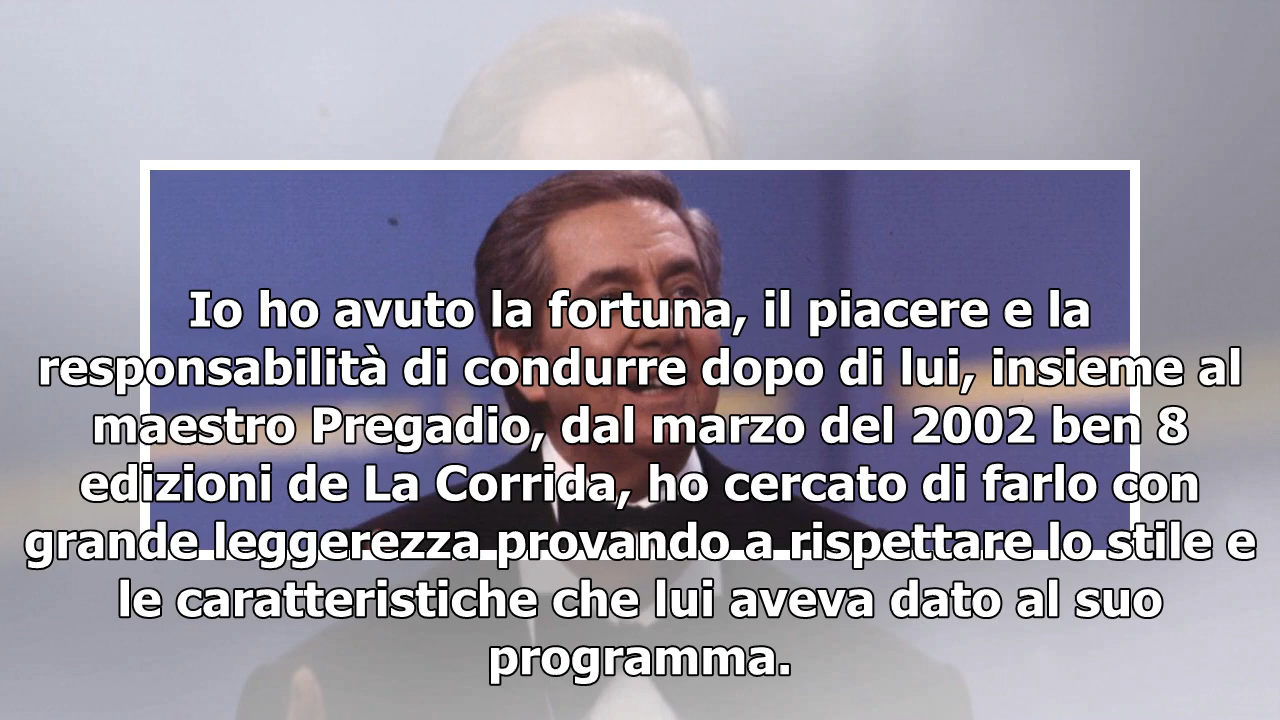 Io ho avuto la fortuna, il piacere e la
responsabilità di condurre dopo di lui, insieme al
maestro Pregadio, dal marzo del 2002 ben 8
edizioni de La Corrida, ho cercato di farlo con
grande leggerezza provando a rispettare lo stile e
le caratteristiche che lui aveva dato al suo
programma.